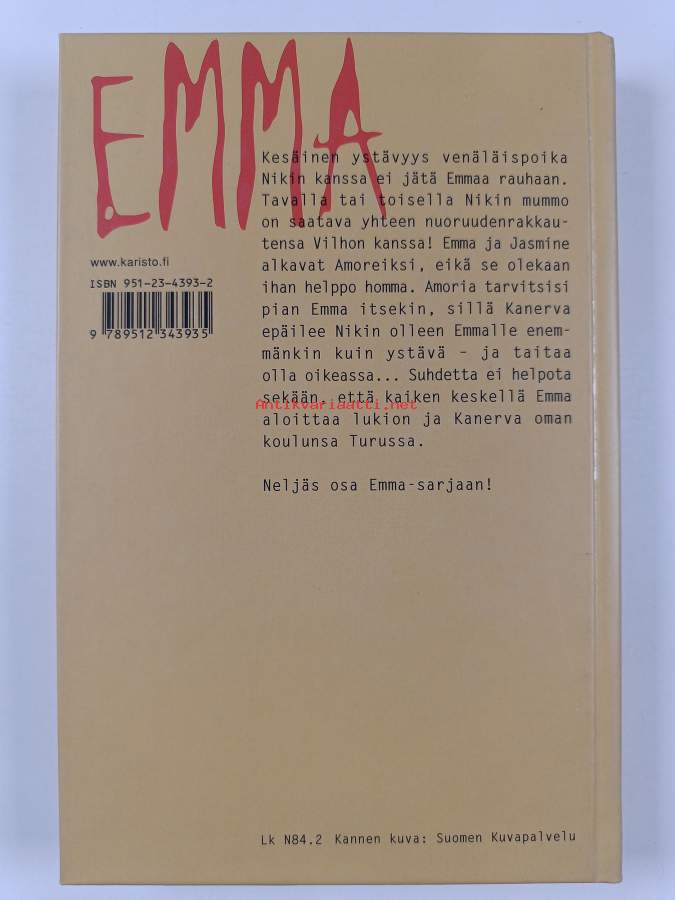 EMMA
Kesäinen ystävyys venäläispoika
Nikin kanssa ei jätä Emmaa rauhaan.
Tavalla tai toisella Nikin mummo
on saatava yhteen nuoruudenrakkau-
tensa Vilhon kanssa! Emma ja Jasmine
alkavat Amoreiksi, eikä se olekaan
ihan helppo homma. Amoria tarvitsisi
pian Emma itsekin, sillä Kanerva
epäilee Nikin olleen Emmalle enem-
mänkin kuin ystävä – ja taitaa
olla oikeassa... Suhdetta ei helpota
sekään, että kaiken keskellä Emma
aloittaa lukion ja Kanerva oman
koulunsa Turussa.
Neljäs osa Emma-sarjaan!
www.karisto.fi
ISBN 951-23-4393-2
9 789512 343935
Antikvariaatti.net
Lk N84.2 Kannen kuva: Suomen Kuvapalvelu